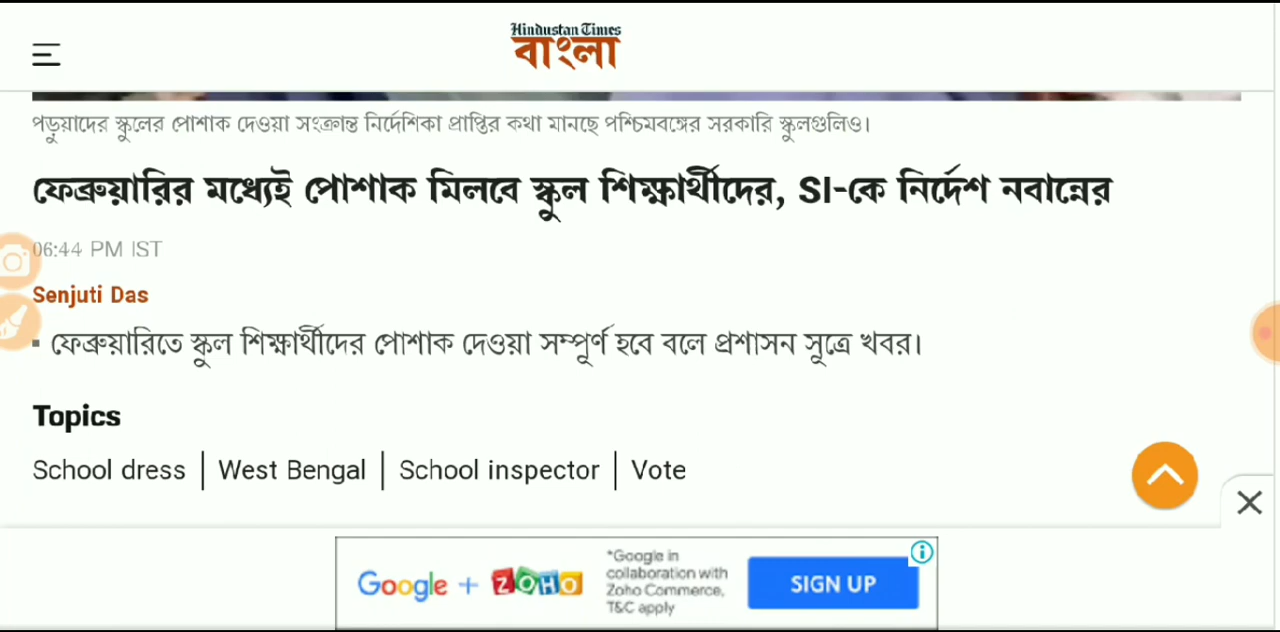 Hindustan Times
বাংলা
পড়ুয়াদের স্কুলের পোশাক দেওয়া সংক্রান্ত নির্দেশিকা প্রাপ্তির কথা মানছে পশ্চিমবঙ্গের সরকারি স্কুলগুলিও।
ফেব্রুয়ারির মধ্যেই পোশাক মিলবে স্কুল শিক্ষার্থীদের, SI-কে নির্দেশ নবান্নের
06:44 PM IST
Senjuti Das
▪ ফেব্রুয়ারিতে স্কুল শিক্ষার্থীদের পোশাক দেওয়া সম্পূর্ণ হবে বলে প্রশাসন সূত্রে খবর।
Topics
School dress | West Bengal | School inspector | Vote
Google + ZOHO
*Google in
collaboration with
Zoho Commerce,
T&C apply
SIGN UP